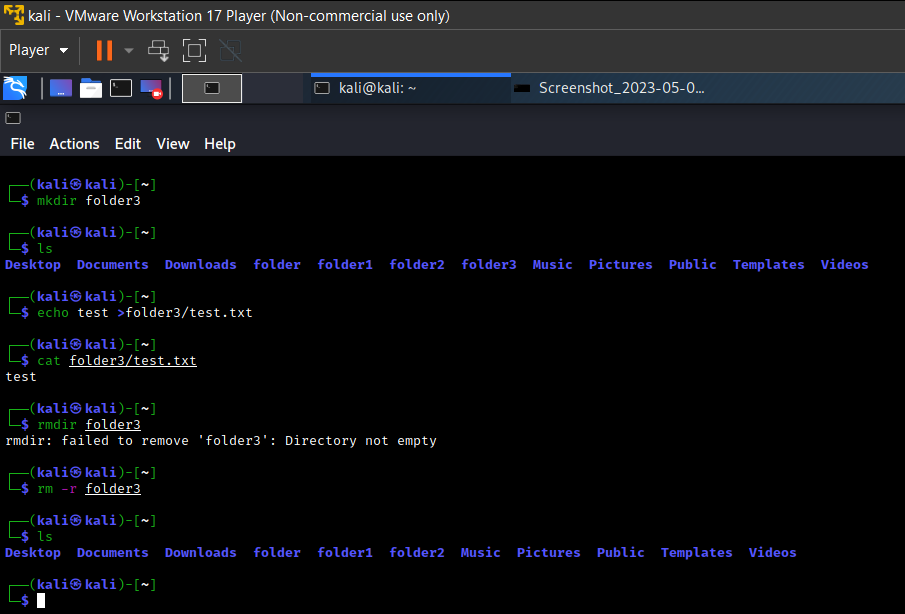 kali - VMware Workstation 17 Player (Non-commercial use only)
Player
kali@kali: ~ Screenshot_2023-05-0...
File Actions Edit View Help
┌──(kali㉿kali)-[~]
└─$ mkdir folder3
┌──(kali㉿kali)-[~]
└─$ ls
Desktop Documents Downloads folder folder1 folder2 folder3 Music Pictures Public Templates Videos
┌──(kali㉿kali)-[~]
└─$ echo test >folder3/test.txt
┌──(kali㉿kali)-[~]
└─$ cat folder3/test.txt
test
┌──(kali㉿kali)-[~]
└─$ rmdir folder3
rmdir: failed to remove 'folder3': Directory not empty
┌──(kali㉿kali)-[~]
└─$ rm -r folder3
┌──(kali㉿kali)-[~]
└─$ ls
Desktop Documents Downloads folder folder1 folder2 Music Pictures Public Templates Videos
┌──(kali㉿kali)-[~]
└─$